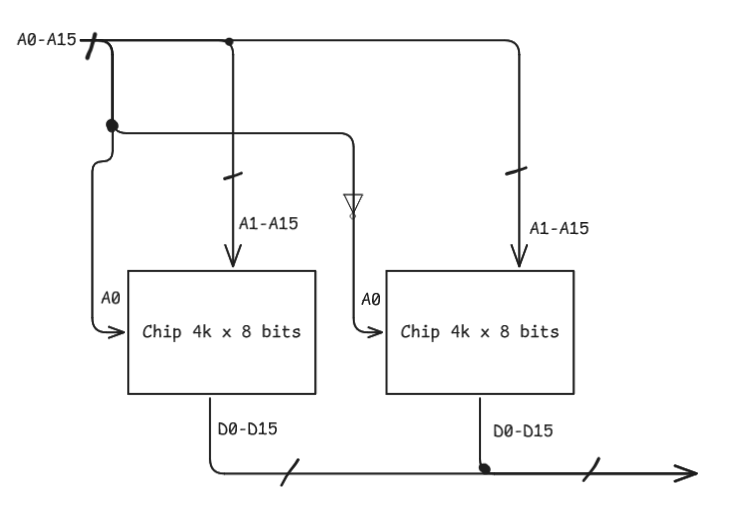 A0-A15
A1-A15
A1-A15
A0
A0
Chip 4k x 8 bits
Chip 4k x 8 bits
D0-D15
D0-D15